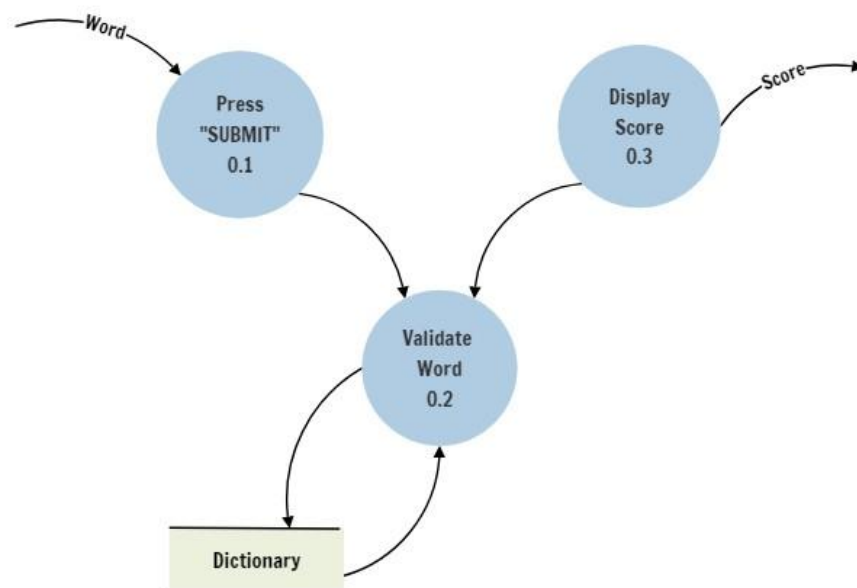 Word
Press
"SUBMIT"
0.1
Display
Score
0.3
Score
Validate
Word
0.2
Dictionary